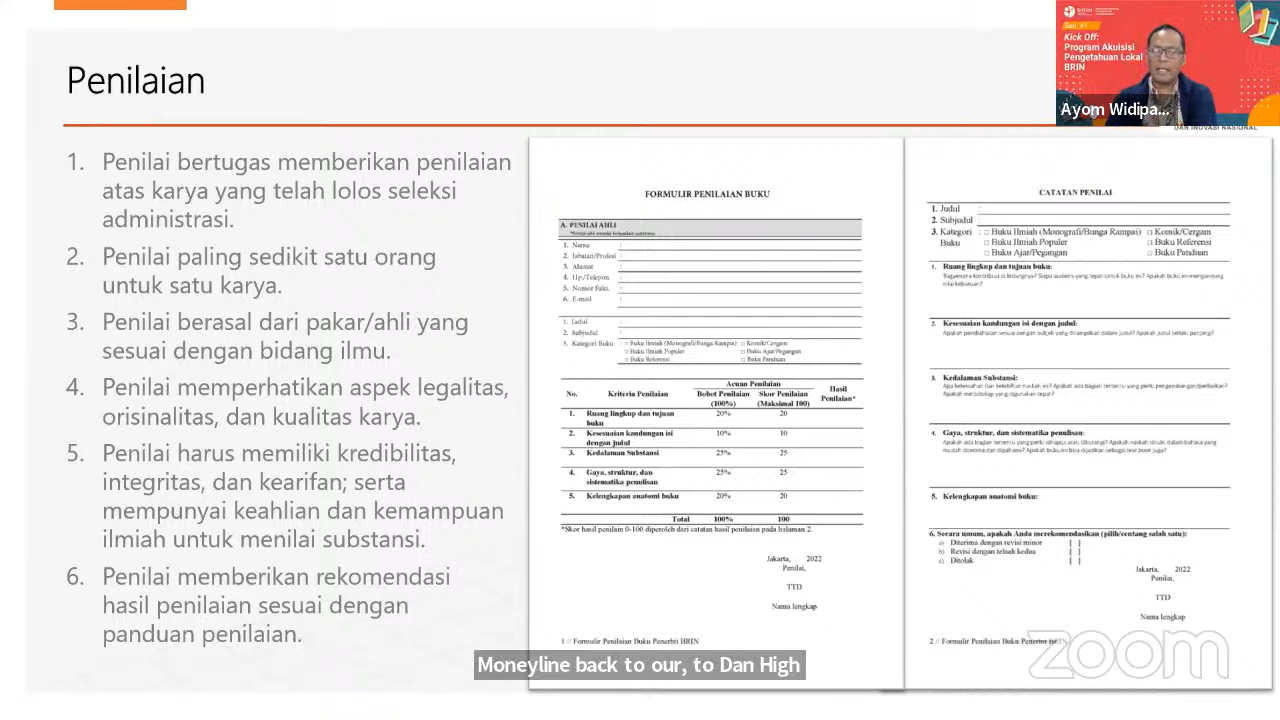 Penilaian
1. Penilai bertugas memberikan penilaian
atas karya yang telah lolos seleksi
administrasi.
2. Penilai paling sedikit satu orang
untuk satu karya.
3. Penilai berasal dari pakar/ahli yang
sesuai dengan bidang ilmu.
4. Penilai memperhatikan aspek legalitas,
orisinalitas, dan kualitas karya.
5. Penilai harus memiliki kredibilitas,
integritas, dan kearifan; serta
mempunyai keahlian dan kemampuan
ilmiah untuk menilai substansi.
6. Penilai memberikan rekomendasi
hasil penilaian sesuai dengan
panduan penilaian.
FORMULIR PENILAIAN BUKU
A. PENILAI AHLI
1. Nama :
2. Jabatan/Profesi :
3. Alamat :
4. Hp./Telepon :
5. Nomor Faks. :
6. E-mail :
1. Judul :
2. Subjudul :
3. Kategori Buku : □ Buku Ilmiah (Monografi/Bunga Rampai) □ Komik/Cergam
□ Buku Ilmiah Populer □ Buku Ajar/Pegangan
□ Buku Referensi □ Buku Panduan
No. Kriteria Penilaian Acuan Penilaian Hasil Penilaian*
Bobot Penilaian (100%) Skor Penilaian (Maksimal 100)
1. Ruang lingkup dan tujuan buku 20% 20
2. Kesesuaian kandungan isi dengan judul 10% 10
3. Kedalaman Substansi 25% 25
4. Gaya, struktur, dan sistematika penulisan 25% 25
5. Kelengkapan anatomi buku 20% 20
Total 100% 100
*Skor hasil penilain 0-100 diperoleh dari catatan hasil penilaian pada halaman 2.
Jakarta, 2022
Penilai,
TTD
Nama lengkap
1 // Formulir Penilaian Buku Penerbit BRIN
CATATAN PENILAI
1. Judul :
2. Subjudul :
3. Kategori Buku : □ Buku Ilmiah (Monografi/Bunga Rampai) □ Komik/Cergam
□ Buku Ilmiah Populer □ Buku Referensi
□ Buku Ajar/Pegangan □ Buku Panduan
1. Ruang lingkup dan tujuan buku:
2. Kesesuaian kandungan isi dengan judul:
3. Kedalaman Substansi:
4. Gaya, struktur, dan sistematika penulisan:
5. Kelengkapan anatomi buku:
6. Secara umum, apakah Anda merekomendasikan (pilih/centang salah satu):
a) Diterima dengan revisi minor [ ]
b) Revisi dengan telaah kedua [ ]
c) Ditolak [ ]
Jakarta, 2022
Penilai,
TTD
Nama lengkap
2 // Formulir Penilaian Buku Penerbit BRIN
BRIN
Seri #1
Kick Off:
Program Akuisisi
Pengetahuan Lokal
BRIN
Ayom Widipa...
DAN INOVASI NASIONAL
zoom
Moneyline back to our, to Dan High